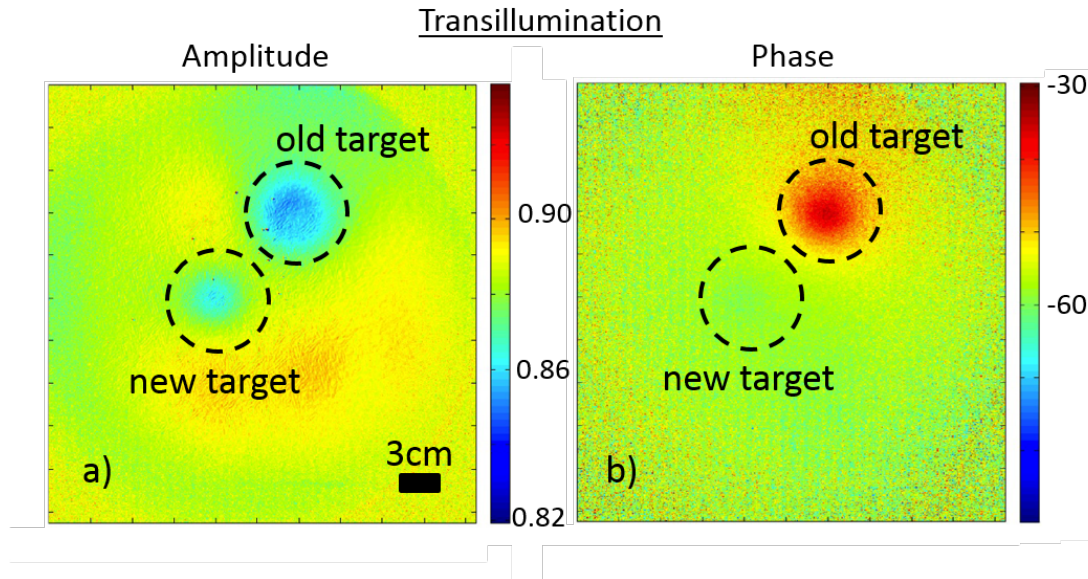 Transillumination
Amplitude
Phase
old target
new target
3cm
a)
0.90
0.86
0.82
old target
new target
b)
-30
-60